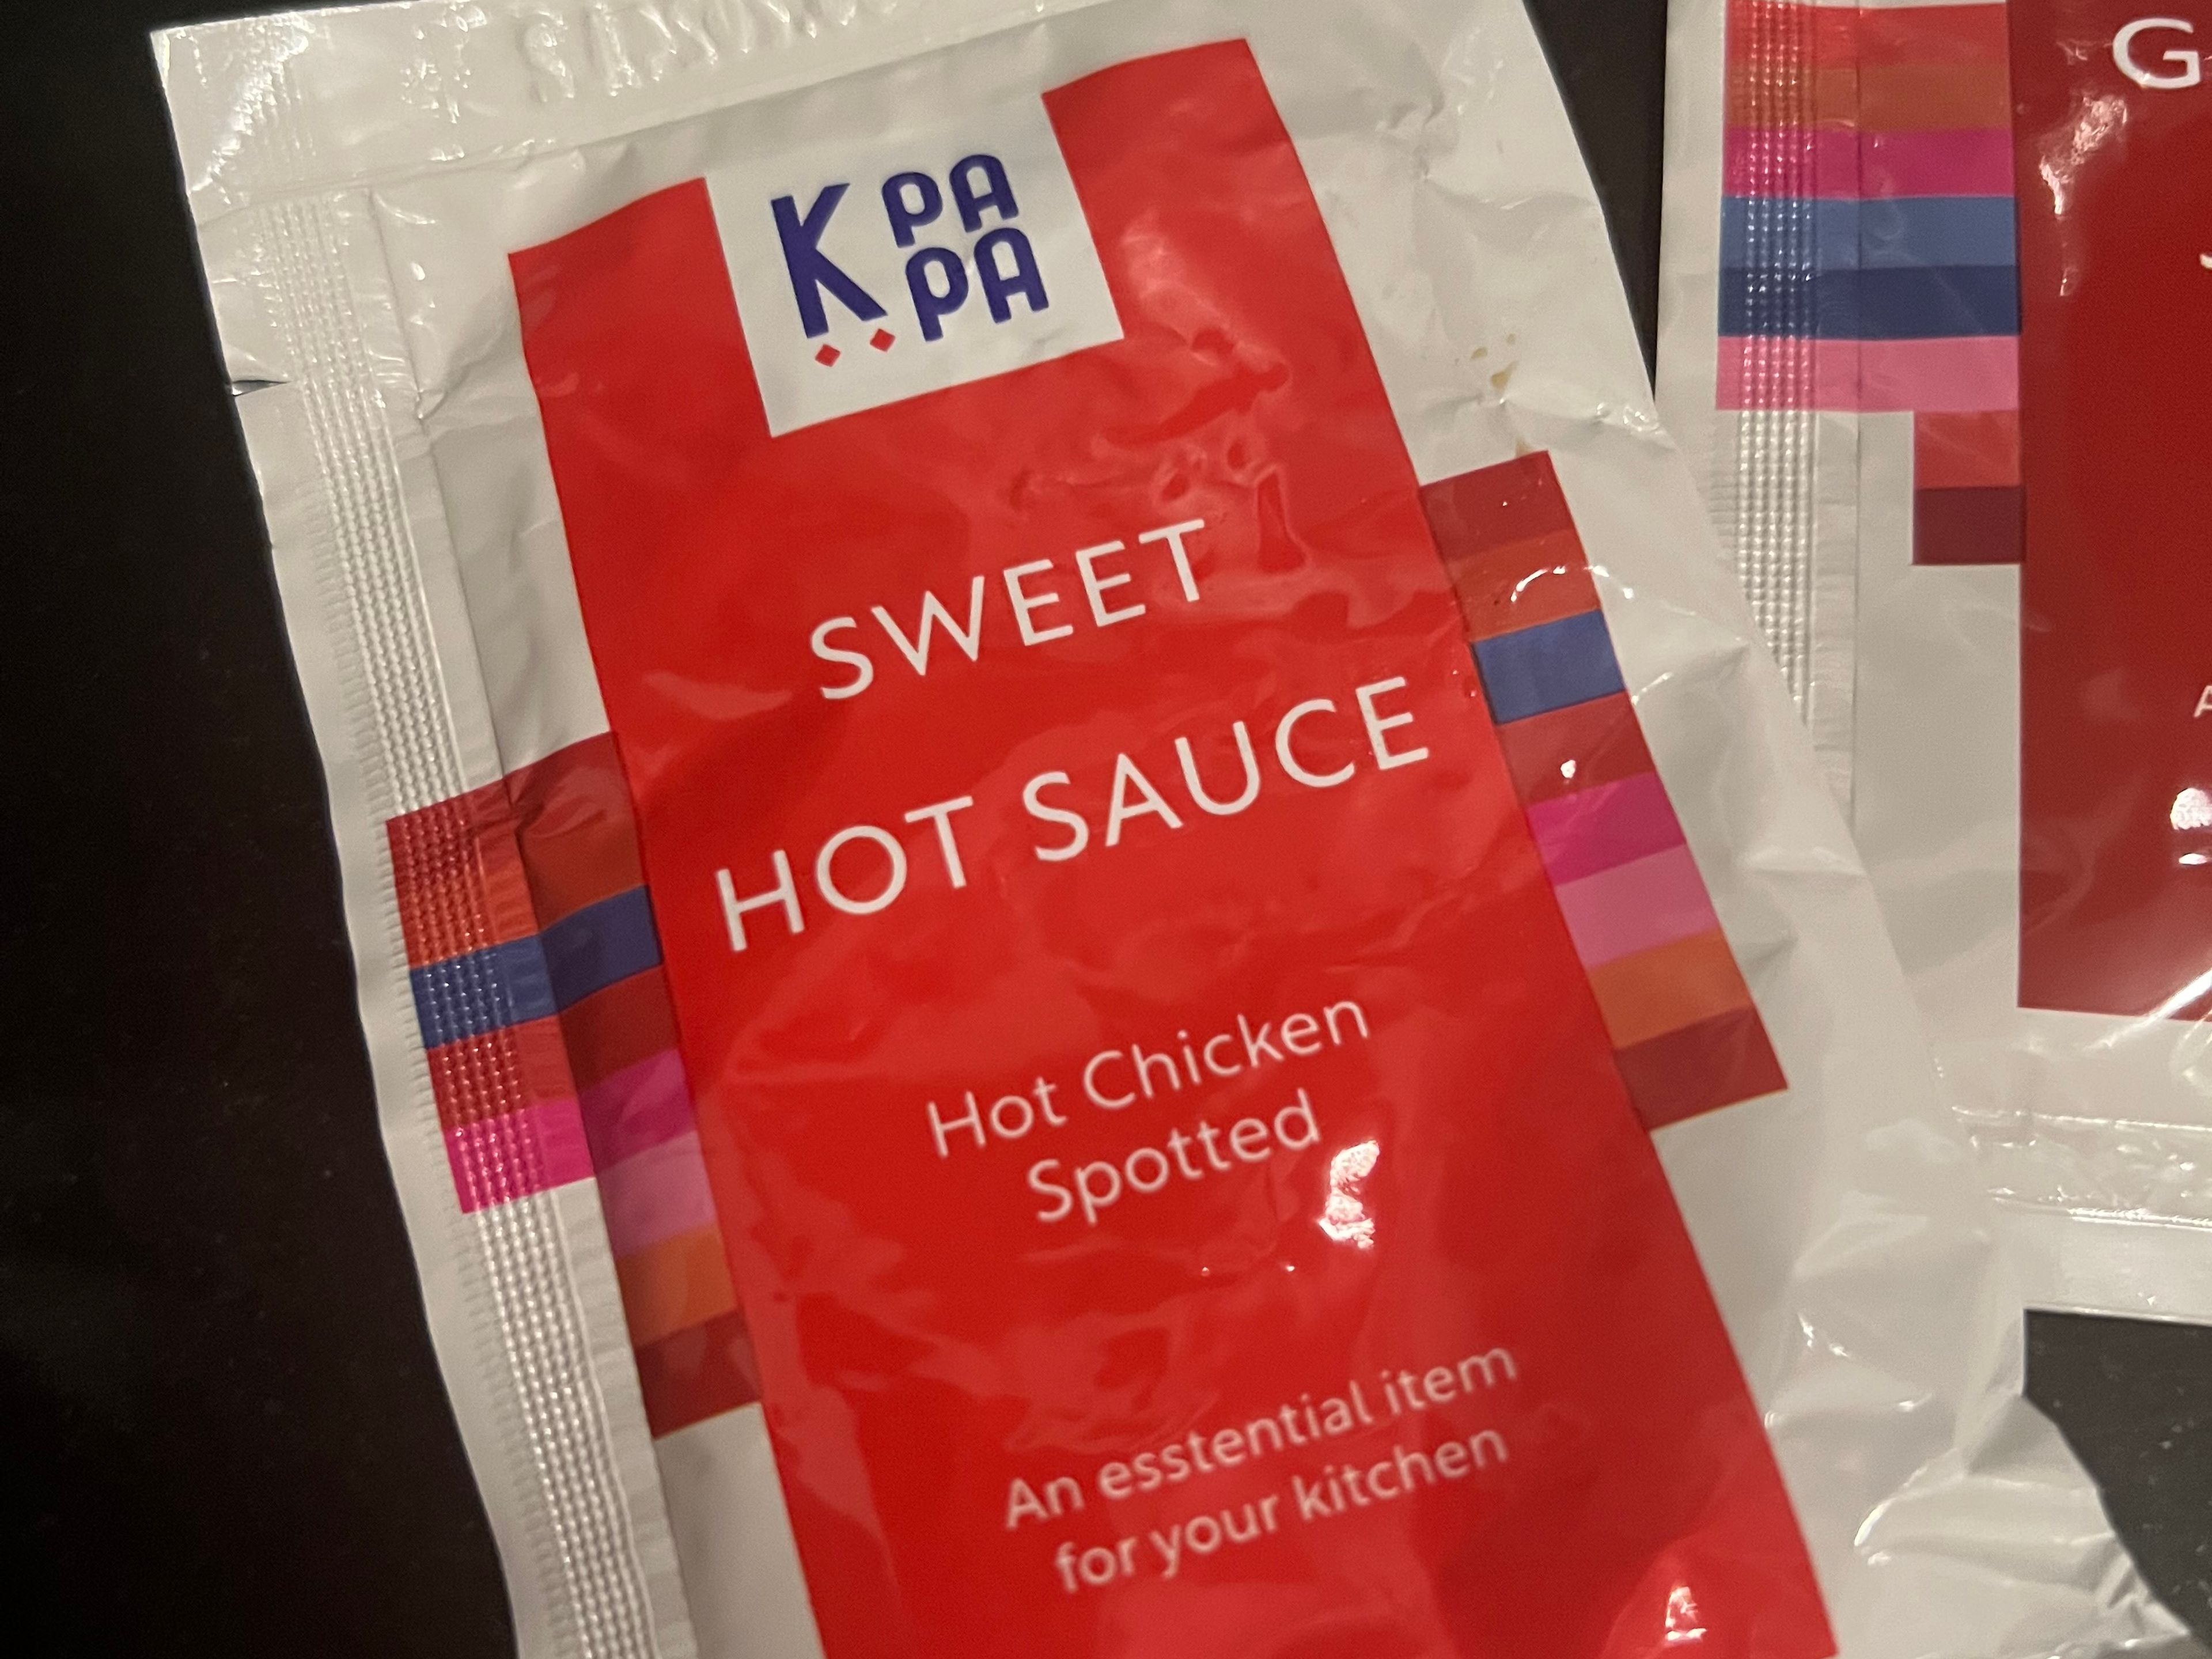 K PA
PA
SWEET
HOT SAUCE
Hot Chicken
Spotted
An esstential item
for your kitchen
G
A